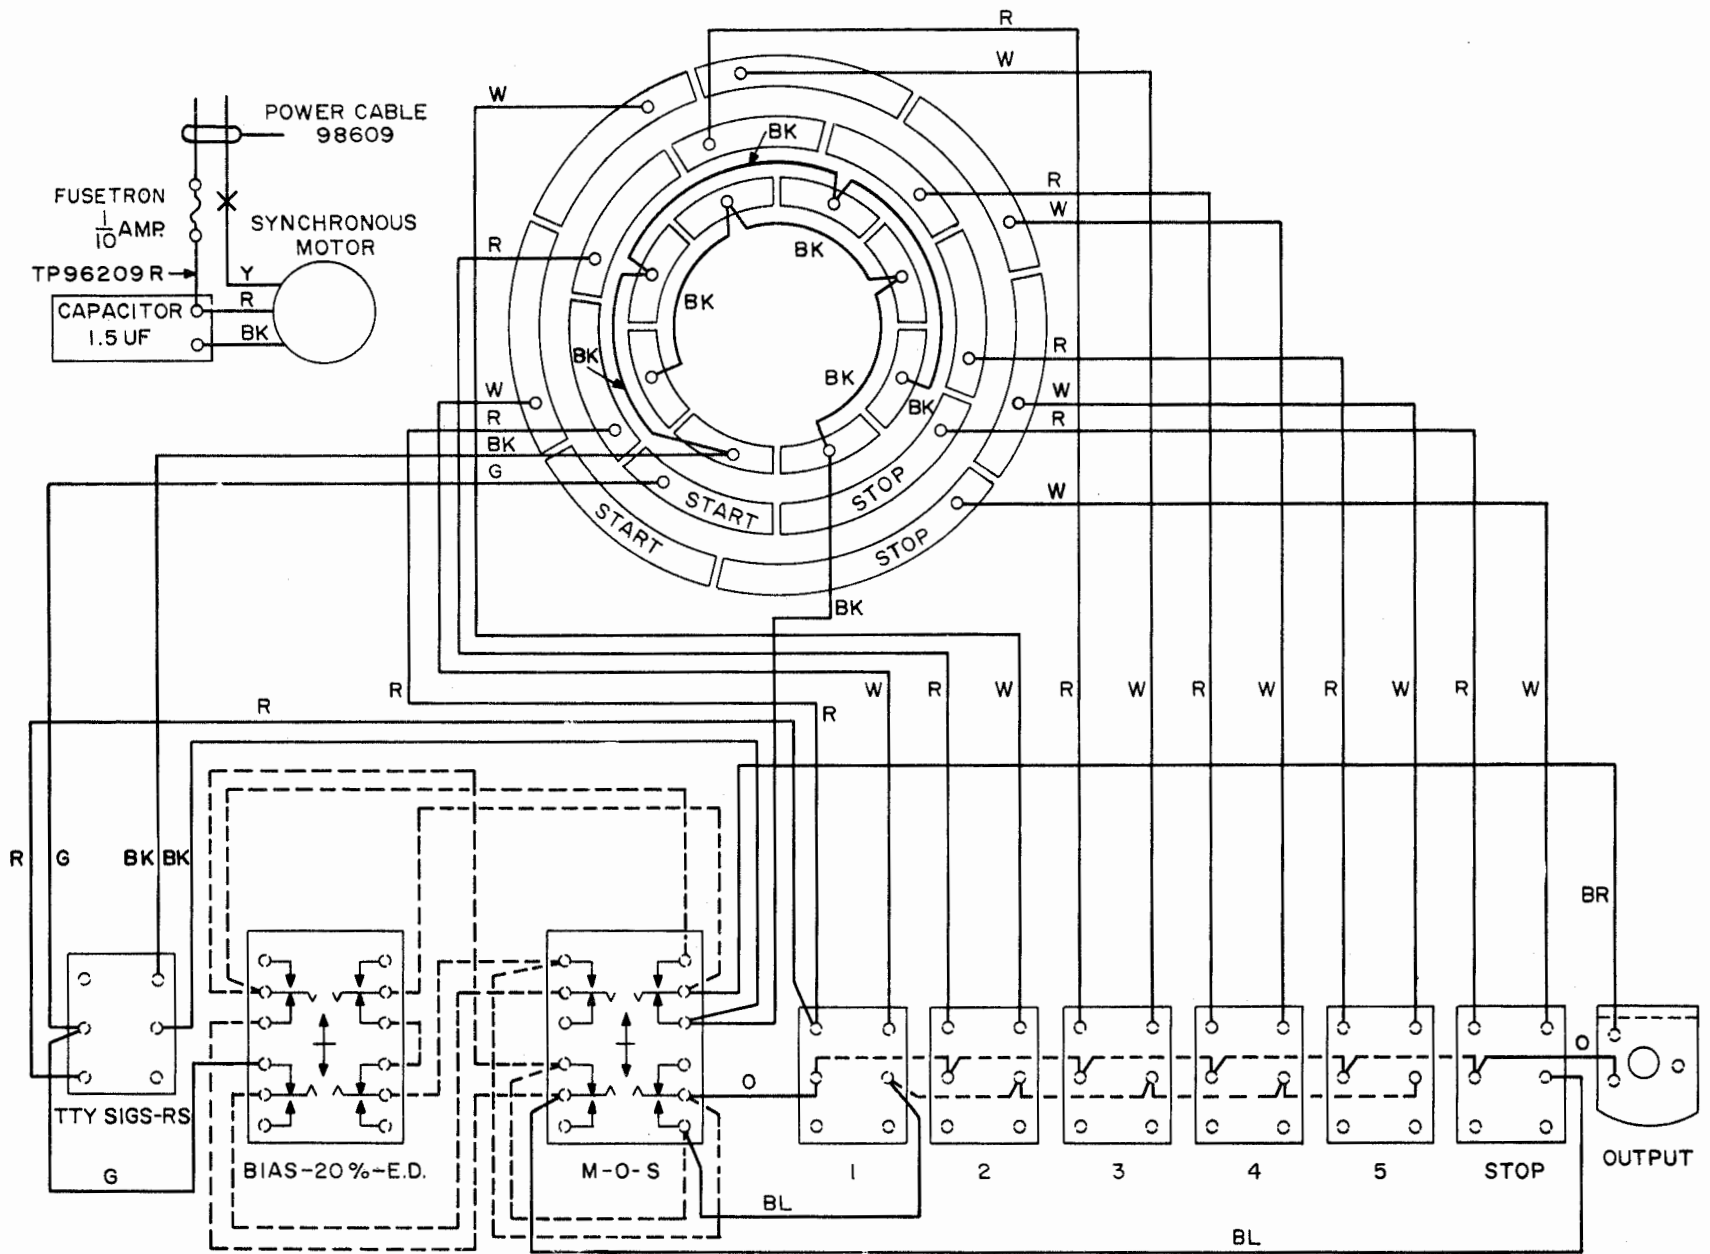 R
W
W
POWER CABLE
98609
BK
FUSETRON
1/10 AMP.
R
SYNCHRONOUS
MOTOR
W
R
BK
TP96209 R
Y
CAPACITOR
1.5 UF
R
BK
BK
BK
BK
R
W
W
R
BK
R
BK
G
START
STOP
W
START
STOP
BK
R
W
R
W
R
W
R
W
R
W
R
W
R
R
R
G
BK
BK
BR
O
O
TTY SIGS-RS
G
BIAS-20%-E.D.
M-O-S
1
2
3
4
5
STOP
OUTPUT
BL
BL